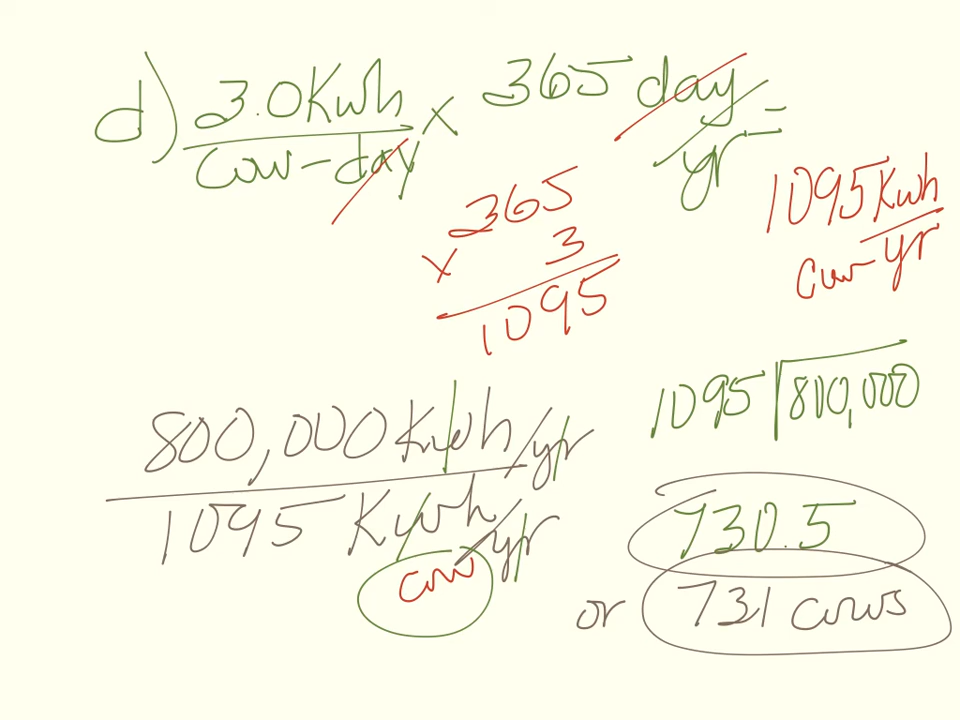 d) 3.0 Kwh / cow-day x 365 day / yr =
1095 Kwh / cow-yr
365
x 3
1095
800,000 Kwh/yr
1095 Kwh/yr
cow
1095 800,000
730.5
or 731 cows